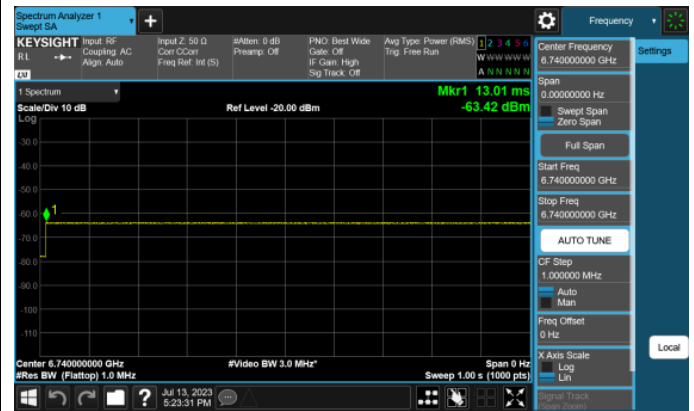 Spectrum Analyzer 1
Swept SA
Frequency
KEYSIGHT
Input: RF
Coupling: AC
Align: Auto
Input Z: 50 Ω
Corr CCorr
Freq Ref: Int (S)
#Atten: 0 dB
Preamp: Off
PNO: Best Wide
Gate: Off
IF Gain: High
Sig Track: Off
Avg Type: Power (RMS)
Trig: Free Run
1 2 3 4 5 6
W W W W W W
A N N N N N
RL
LXI
1 Spectrum
Scale/Div 10 dB
Ref Level -20.00 dBm
Mkr1 13.01 ms
-63.42 dBm
Log
-30.0
-40.0
-50.0
-60.0
-70.0
-80.0
-90.0
-100
-110
1
Center 6.740000000 GHz
#Video BW 3.0 MHz*
Span 0 Hz
#Res BW (Flattop) 1.0 MHz
Sweep 1.00 s (1000 pts)
Center Frequency
6.740000000 GHz
Span
0.00000000 Hz
Swept Span
Zero Span
Full Span
Start Freq
6.740000000 GHz
Stop Freq
6.740000000 GHz
AUTO TUNE
CF Step
1.000000 MHz
Auto
Man
Freq Offset
0 Hz
X Axis Scale
Log
Lin
Signal Track
(Span Zoom)
Settings
Local
Jul 13, 2023
5:23:31 PM